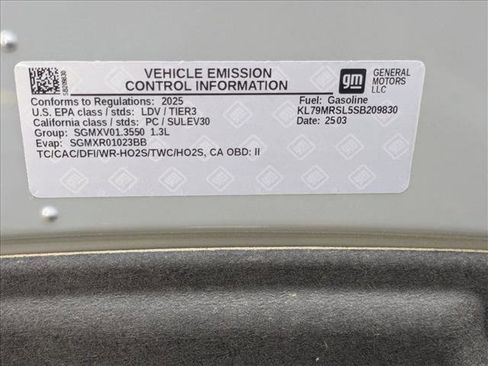 VEHICLE EMISSION
CONTROL INFORMATION
gm
GENERAL
MOTORS
LLC
SB209830
Conforms to Regulations: 2025
Fuel: Gasoline
U.S. EPA class / stds: LDV / TIER3
KL79MRSL5SB209830
California class / stds: PC / SULEV30
Date: 2503
Group: SGMXV01.3550 1.3L
Evap: SGMXR01023BB
TC/CAC/DFI/WR-HO2S/TWC/HO2S, CA OBD: II